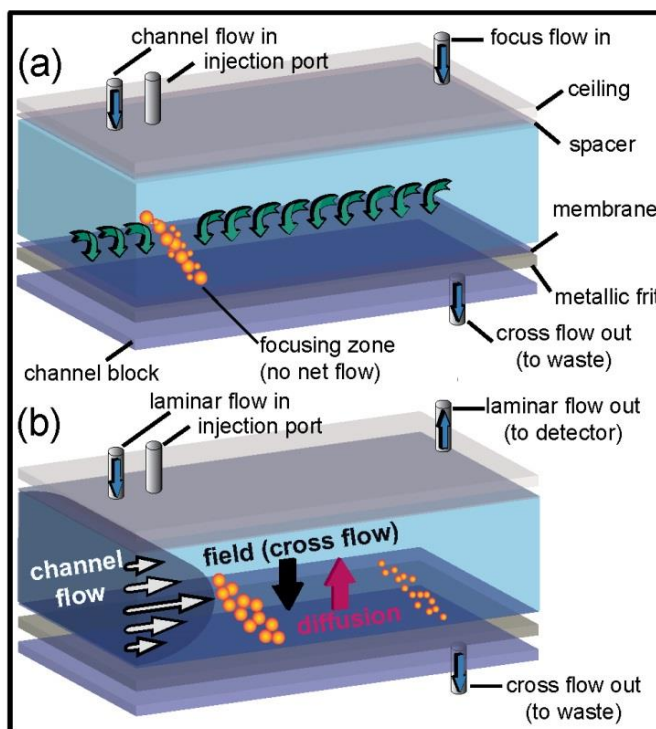 (a)
channel flow in
injection port
focus flow in
ceiling
spacer
membrane
metallic frit
cross flow out
(to waste)
focusing zone
(no net flow)
channel block
(b)
laminar flow in
injection port
laminar flow out
(to detector)
channel
flow
field (cross flow)
diffusion
cross flow out
(to waste)